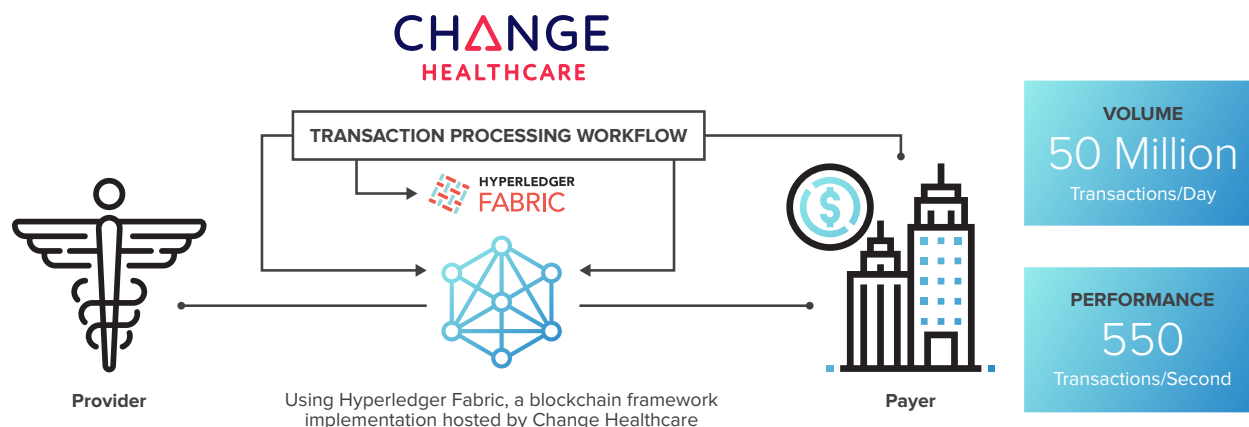 CHANGE
HEALTHCARE
TRANSACTION PROCESSING WORKFLOW
HYPERLEDGER
FABRIC
$
Provider
Using Hyperledger Fabric, a blockchain framework
implementation hosted by Change Healthcare
Payer
VOLUME
50 Million
Transactions/Day
PERFORMANCE
550
Transactions/Second